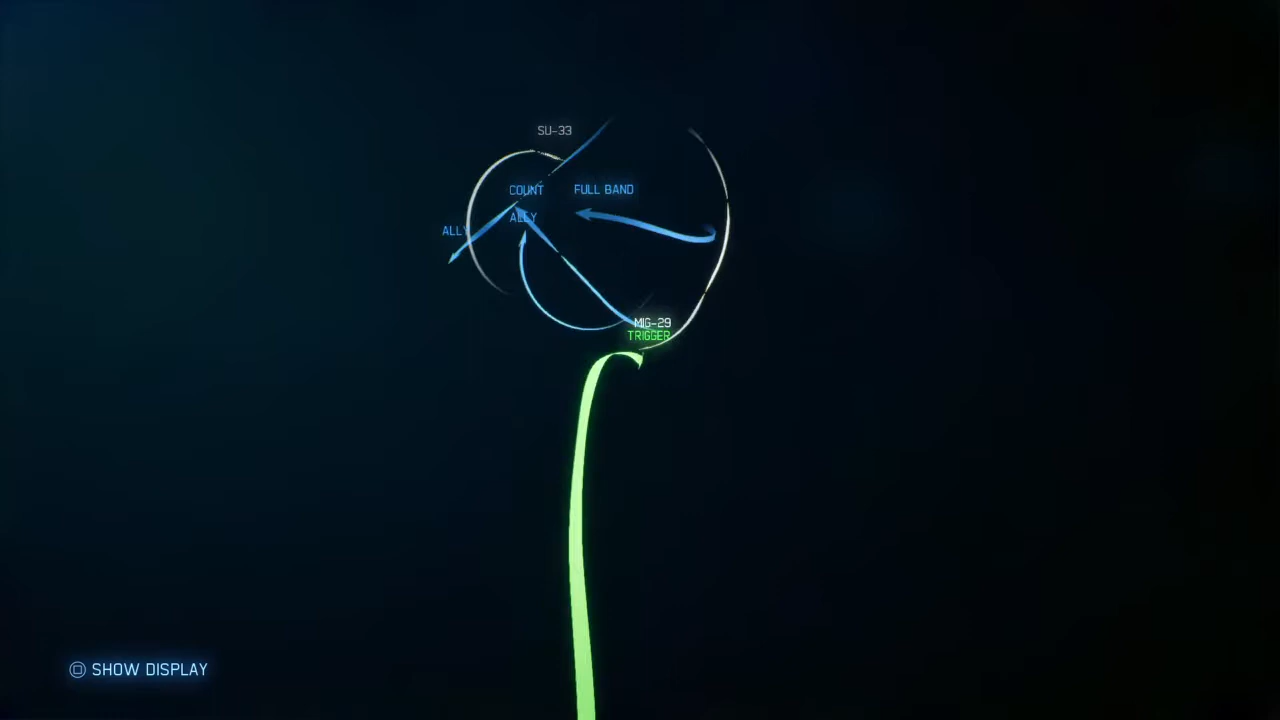 SU-33
COUNT
FULL BAND
ALLY
ALLY
MIG-29
TRIGGER
SHOW DISPLAY